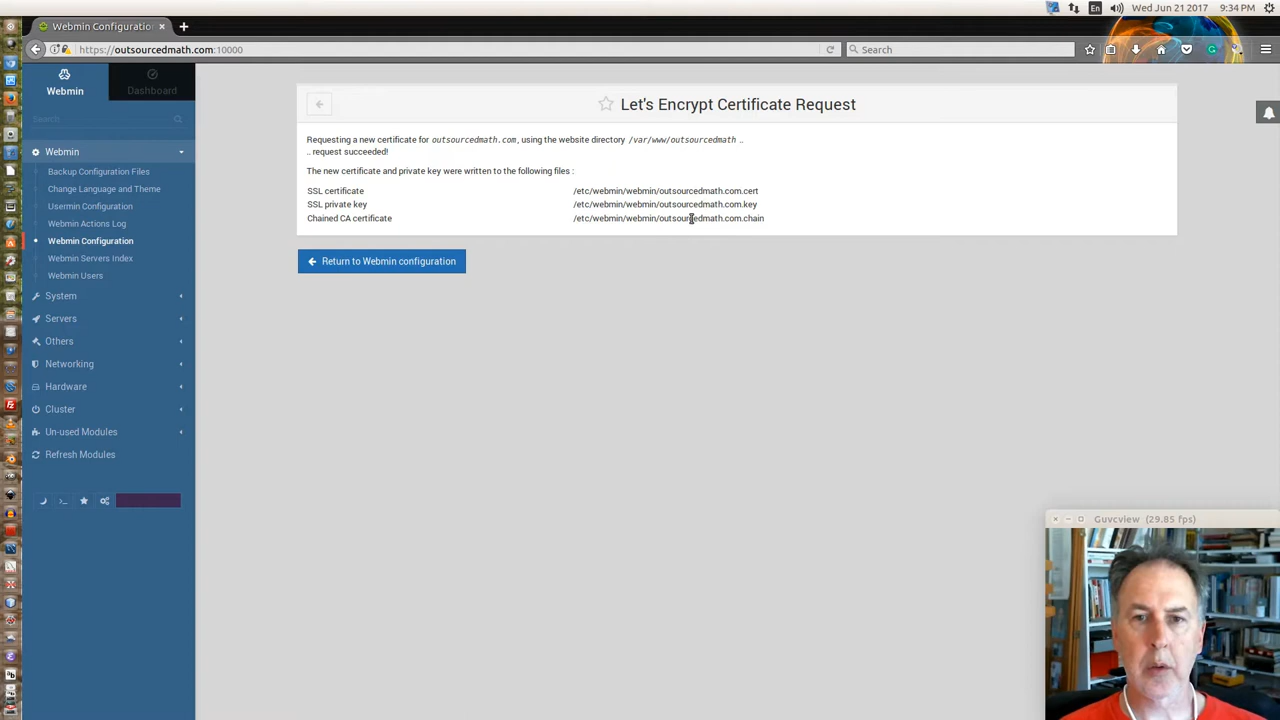 En
Wed Jun 21 2017
9:34 PM
Webmin Configuratio
https://outsourcedmath.com:10000
Search
Webmin
Dashboard
Search
Let's Encrypt Certificate Request
Requesting a new certificate for outsourcedmath.com, using the website directory /var/www/outsourcedmath ..
.. request succeeded!
The new certificate and private key were written to the following files :
SSL certificate /etc/webmin/webmin/outsourcedmath.com.cert
SSL private key /etc/webmin/webmin/outsourcedmath.com.key
Chained CA certificate /etc/webmin/webmin/outsourcedmath.com.chain
Return to Webmin configuration
Webmin
Backup Configuration Files
Change Language and Theme
Usermin Configuration
Webmin Actions Log
Webmin Configuration
Webmin Servers Index
Webmin Users
System
Servers
Others
Networking
Hardware
Cluster
Un-used Modules
Refresh Modules
Guvcview (29.85 fps)